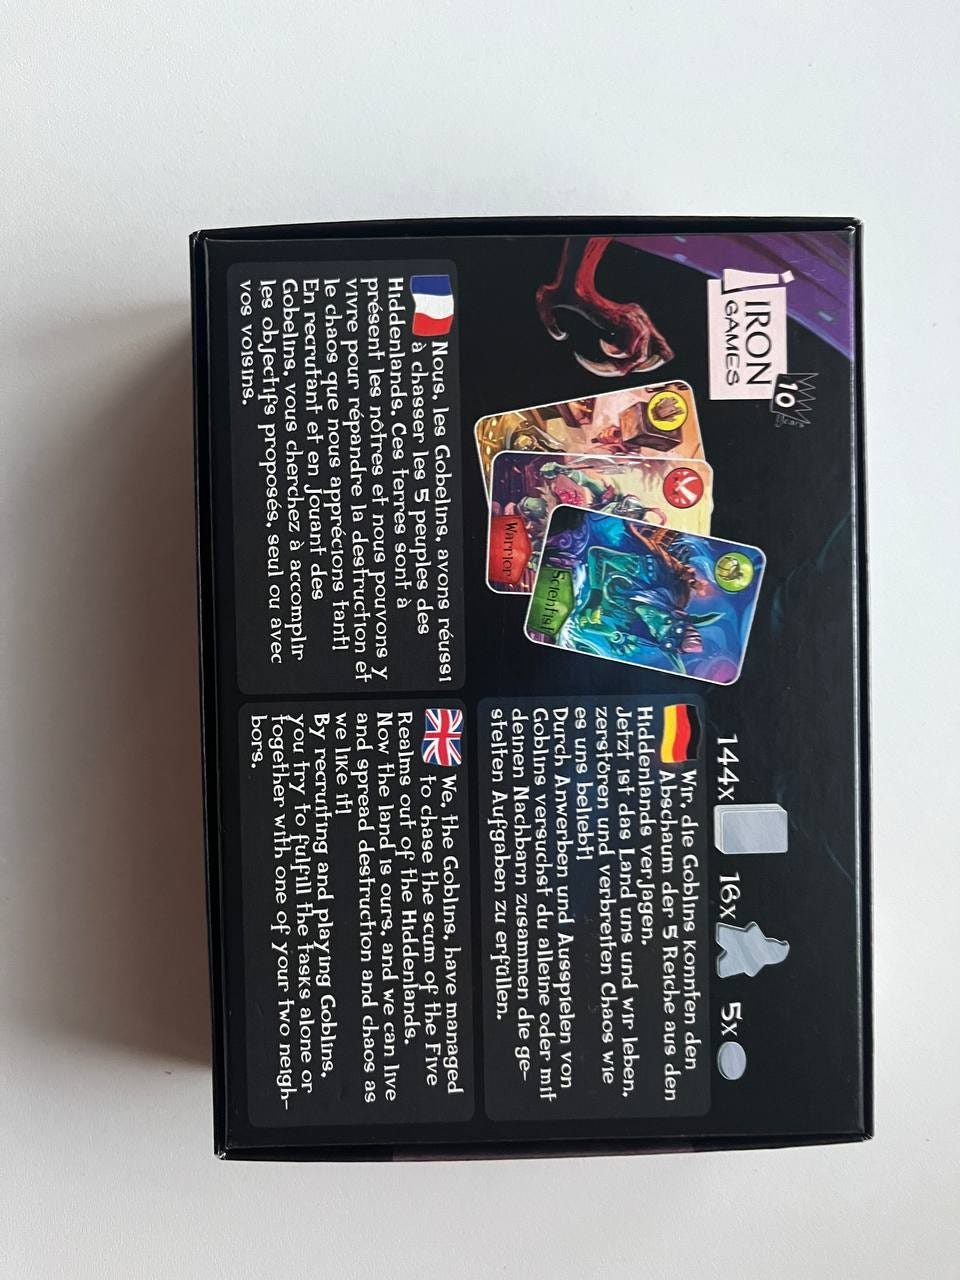 IRON
GAMES
10
Years
Warrior
Scientist
144x
16x
5x
Wir, die Goblins konnten den
Abschaum der 5 Reiche aus den
Hiddenlands verjagen.
Jetzt ist das Land uns und wir leben,
zerstören und verbreiten Chaos wie
es uns beliebt!
Durch Anwerben und Ausspielen von
Goblins versuchst du alleine oder mit
deinen Nachbarn zusammen die ge-
stellten Aufgaben zu erfüllen.
Nous, les Gobelins, avons réussi
à chasser les 5 peuples des
Hiddenlands. Ces terres sont à
présent les nôtres et nous pouvons y
vivre pour répandre la destruction et
le chaos que nous apprécions tant!
En recrutant et en jouant des
Gobelins, vous cherchez à accomplir
les objectifs proposés, seul ou avec
vos voisins.
We, the Goblins, have managed
to chase the scum of the Five
Realms out of the Hiddenlands.
Now the land is ours, and we can live
and spread destruction and chaos as
we like it!
By recruiting and playing Goblins,
you try to fulfill the tasks alone or
together with one of your two neigh-
bors.